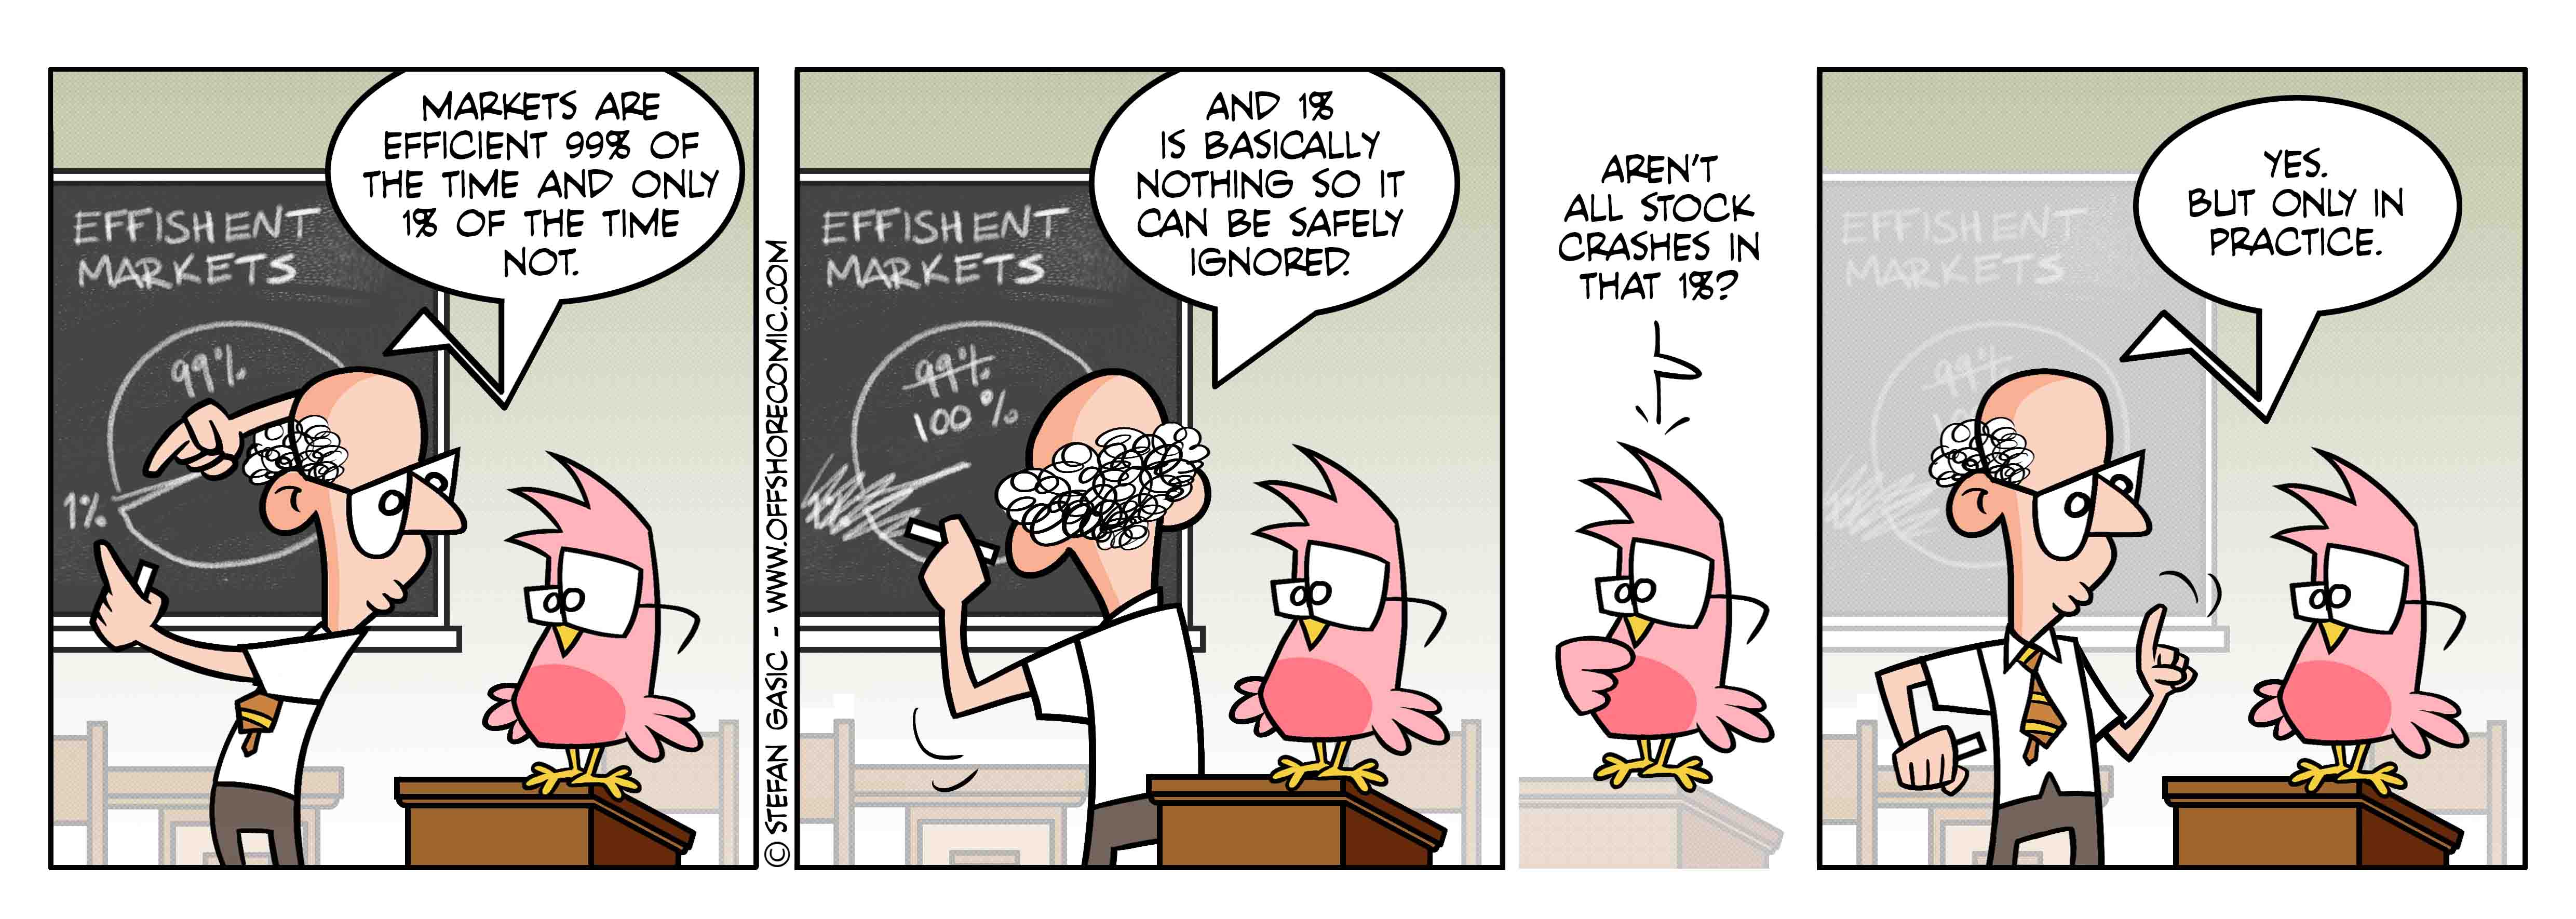 MARKETS ARE
EFFICIENT 99% OF
THE TIME AND ONLY
1% OF THE TIME
NOT.
EFFISHENT
MARKETS
99%
1%
© STEFAN GASIC - WWW.OFFSHORECOMIC.COM
AND 1%
IS BASICALLY
NOTHING SO IT
CAN BE SAFELY
IGNORED.
EFFISHENT
MARKETS
99%
100%
AREN'T
ALL STOCK
CRASHES IN
THAT 1%?
YES.
BUT ONLY IN
PRACTICE.
EFFISHENT
MARKETS
99%